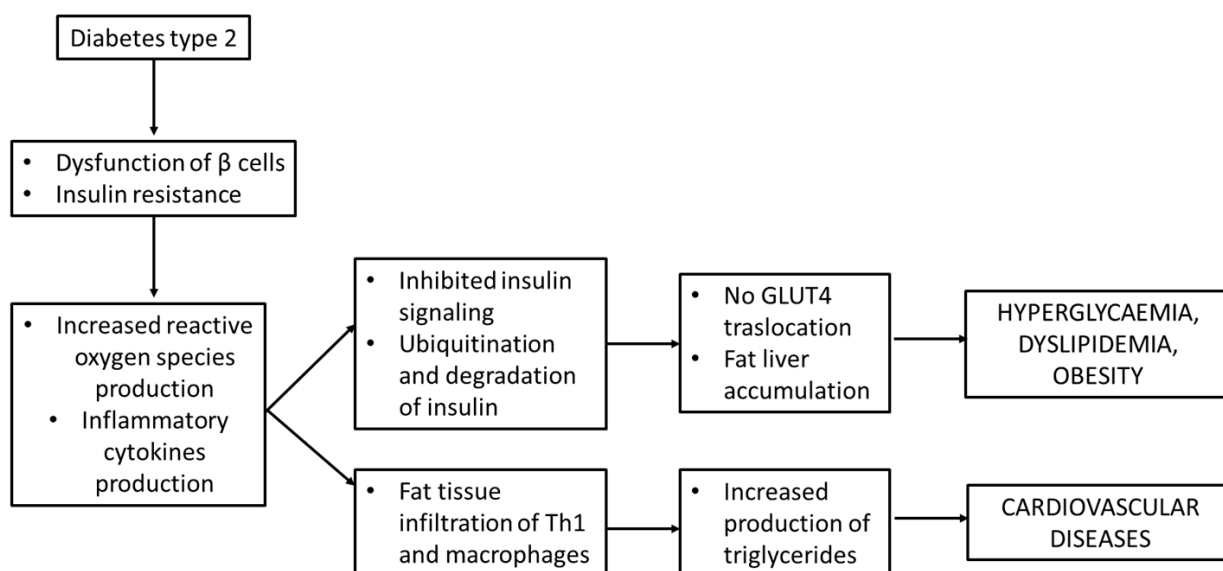 Diabetes type 2
• Dysfunction of β cells
• Insulin resistance
• Increased reactive
oxygen species
production
• Inflammatory
cytokines
production
• Inhibited insulin
signaling
• Ubiquitination
and degradation
of insulin
• No GLUT4
traslocation
• Fat liver
accumulation
HYPERGLYCAEMIA,
DYSLIPIDEMIA,
OBESITY
• Fat tissue
infiltration of Th1
and macrophages
• Increased
production of
triglycerides
CARDIOVASCULAR
DISEASES